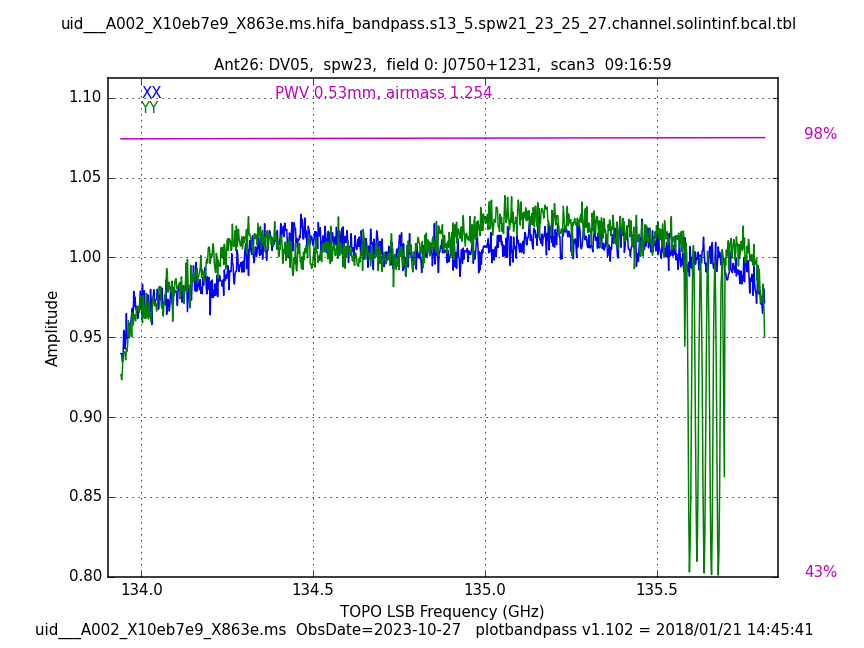 uid___A002_X10eb7e9_X863e.ms.hifa_bandpass.s13_5.spw21_23_25_27.channel.solintinf.bcal.tbl
Ant26: DV05,  spw23,  field 0: J0750+1231,  scan3  09:16:59
XX
PWV 0.53mm, airmass 1.254
YY
98%
1.10
1.05
1.00
0.95
0.90
0.85
0.80
Amplitude
43%
134.0
134.5
135.0
135.5
TOPO LSB Frequency (GHz)
uid___A002_X10eb7e9_X863e.ms  ObsDate=2023-10-27   plotbandpass v1.102 = 2018/01/21 14:45:41